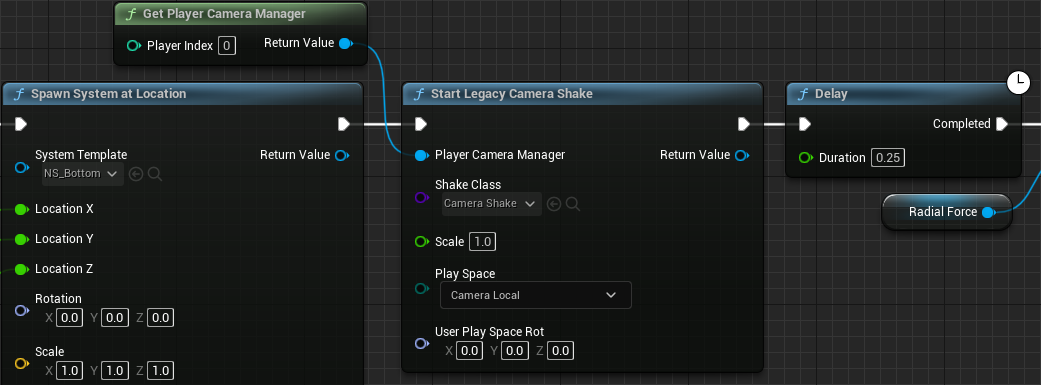 Get Player Camera Manager
Player Index 0 Return Value
Spawn System at Location
System Template Return Value
NS_Bottom
Location X
Location Y
Location Z
Rotation
X 0.0 Y 0.0 Z 0.0
Scale
X 1.0 Y 1.0 Z 1.0
Start Legacy Camera Shake
Player Camera Manager Return Value
Shake Class
Camera Shake
Scale 1.0
Play Space
Camera Local
User Play Space Rot
X 0.0 Y 0.0 Z 0.0
Delay
Completed
Duration 0.25
Radial Force